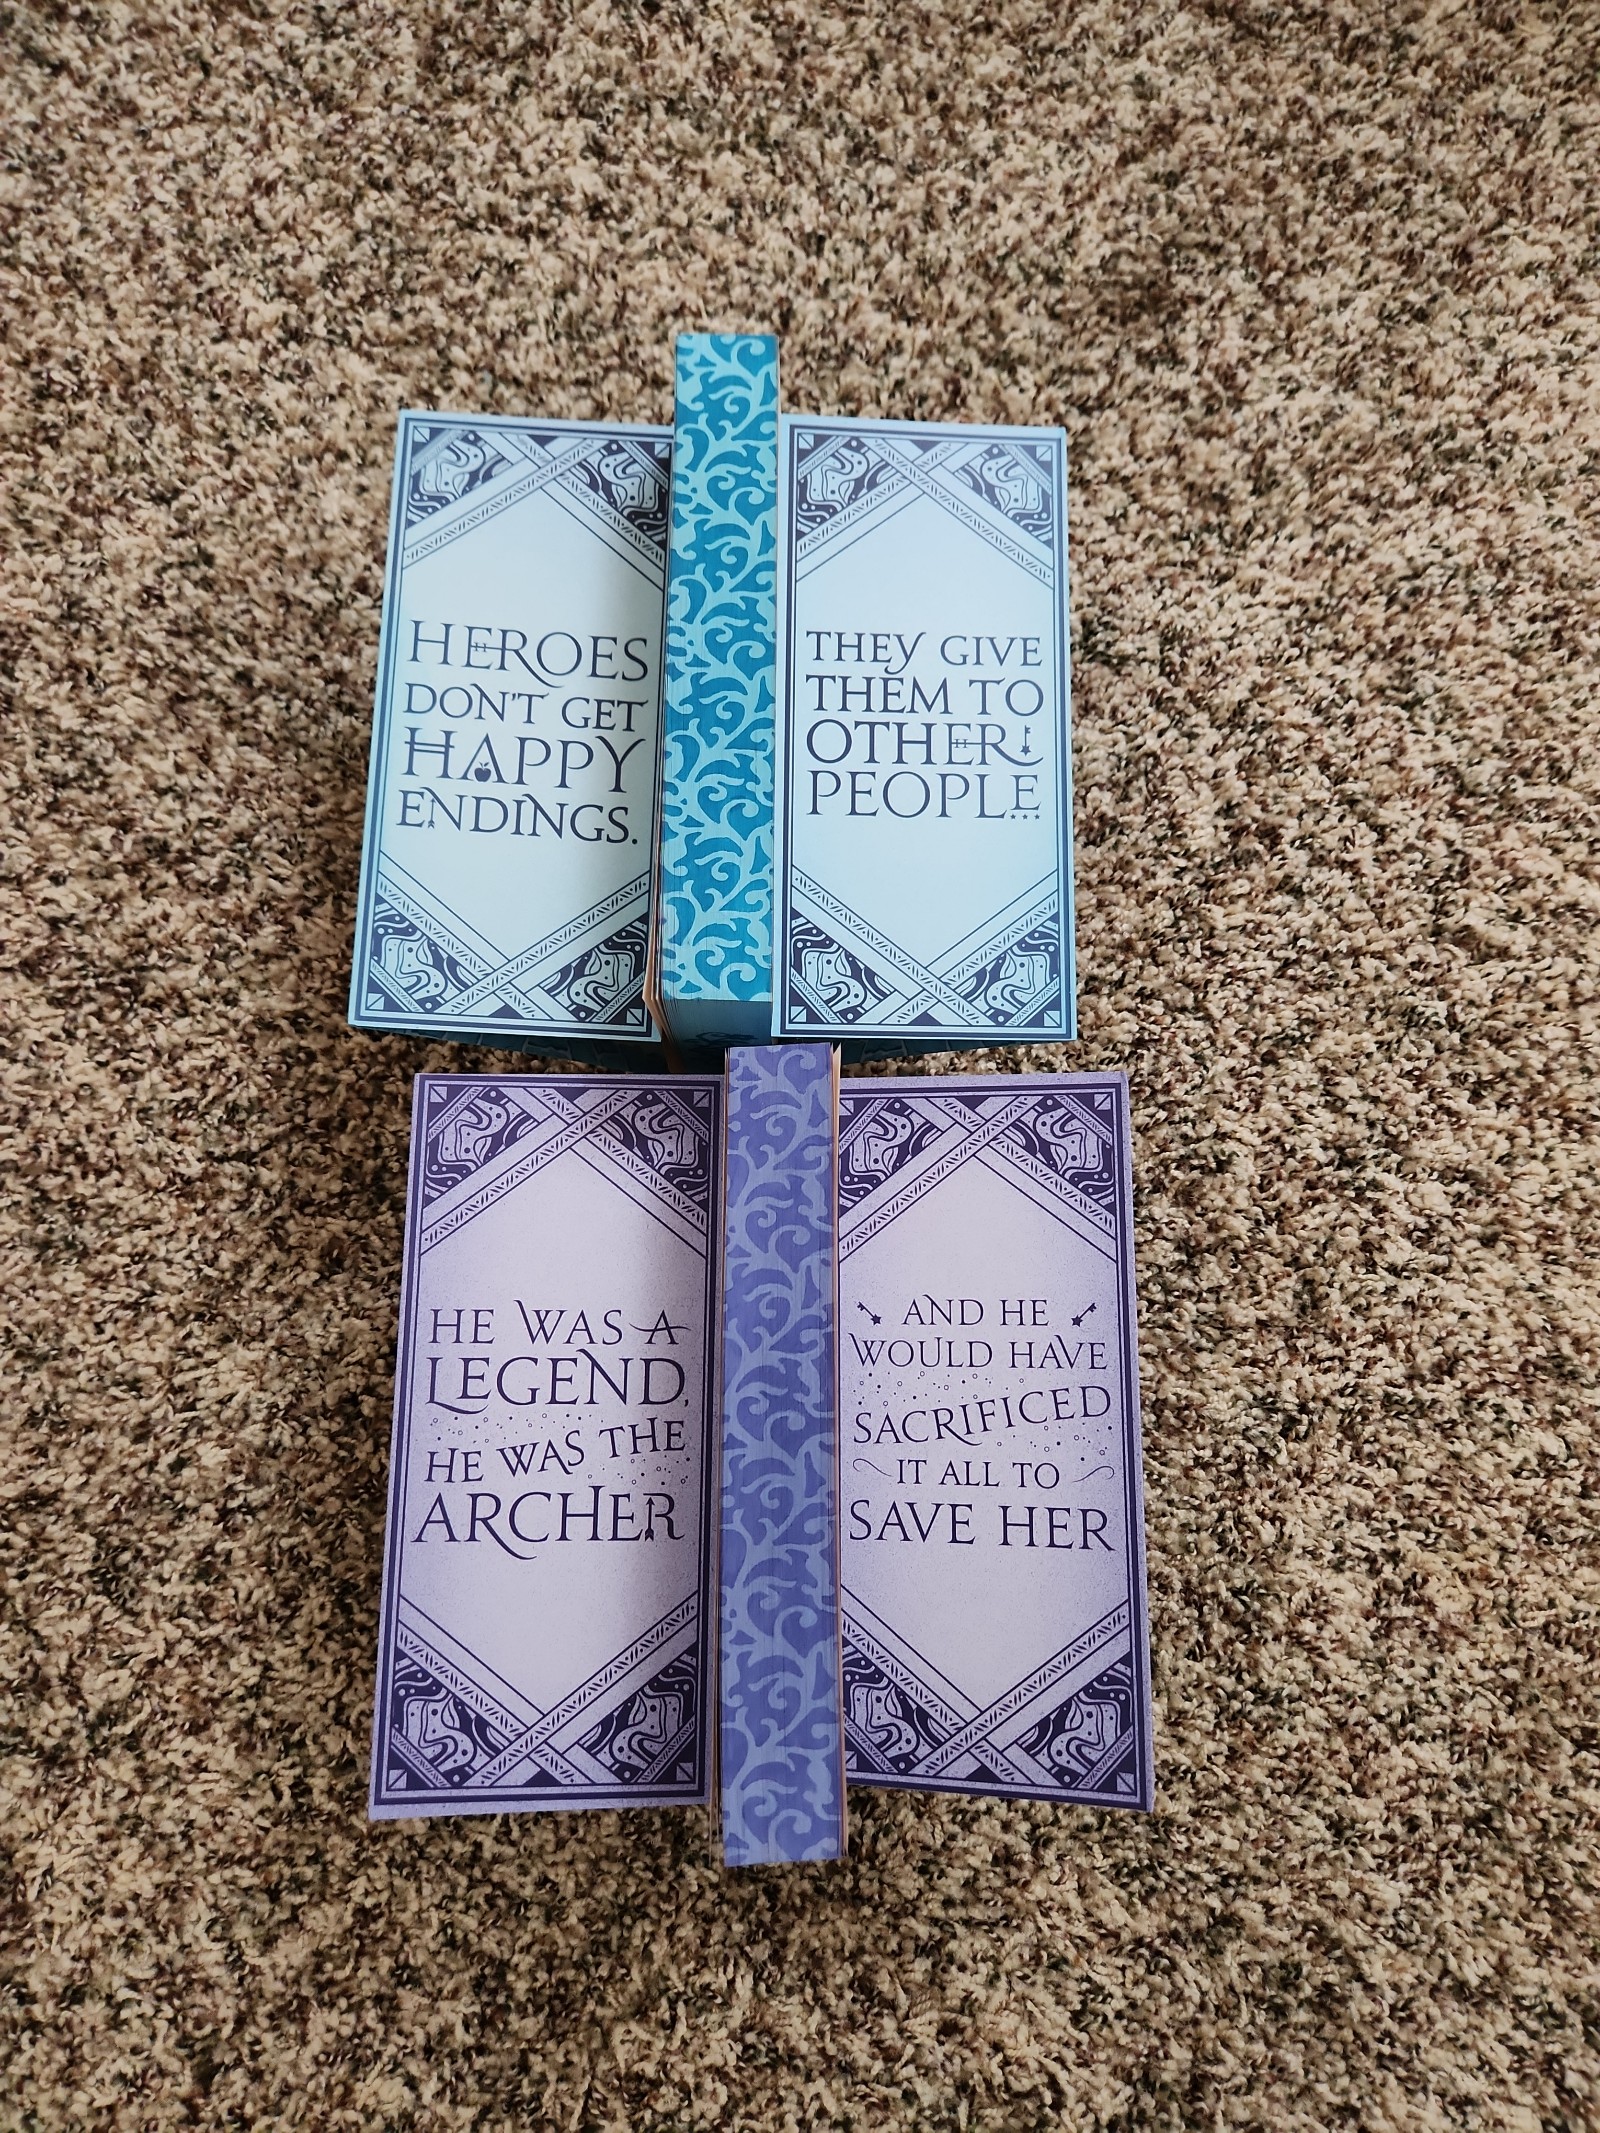 HEROES
DON'T GET
HAPPY
ENDINGS.
THEY GIVE
THEM TO
OTHER
PEOPLE...
HE WAS A
LEGEND,
HE WAS THE
ARCHER
AND HE
WOULD HAVE
SACRIFICED
IT ALL TO
SAVE HER